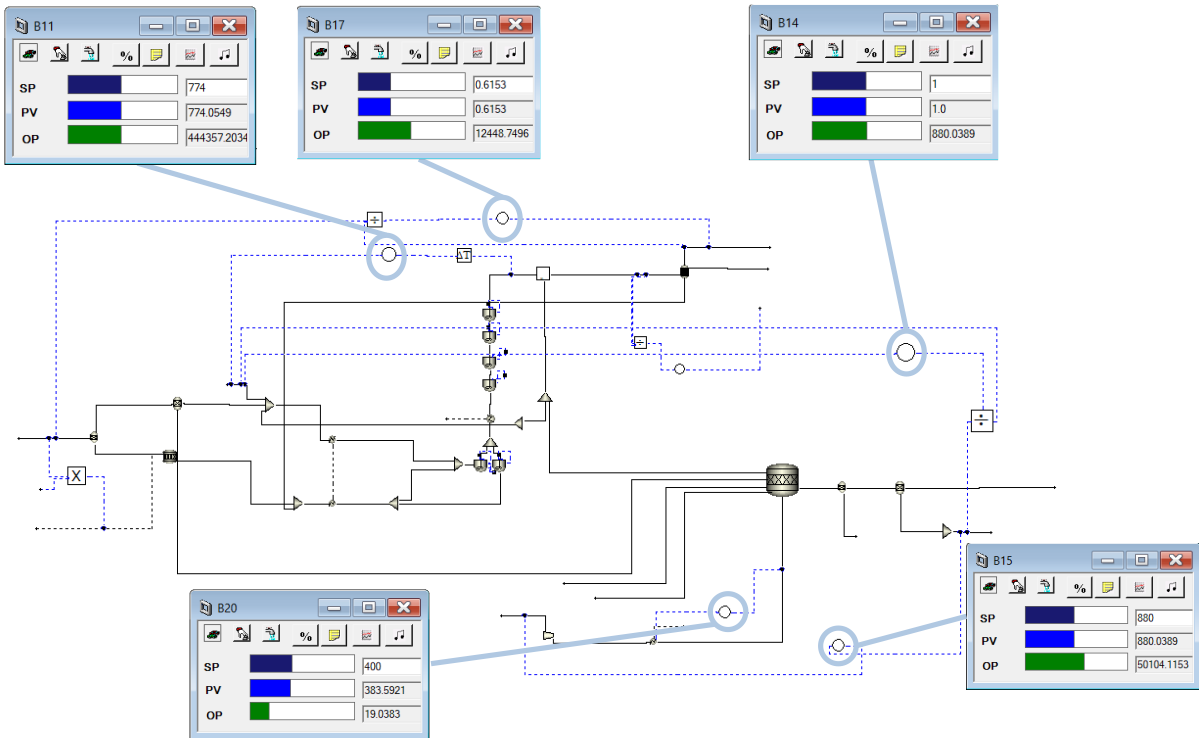 B11
%
SP 774
PV 774.0549
OP 444357.2034
B17
%
SP 0.6153
PV 0.6153
OP 12448.7496
B14
%
SP 1
PV 1.0
OP 880.0389
÷
ΔT
÷
÷
X
B20
%
SP 400
PV 383.5921
OP 19.0383
B15
%
SP 880
PV 880.0389
OP 50104.1153